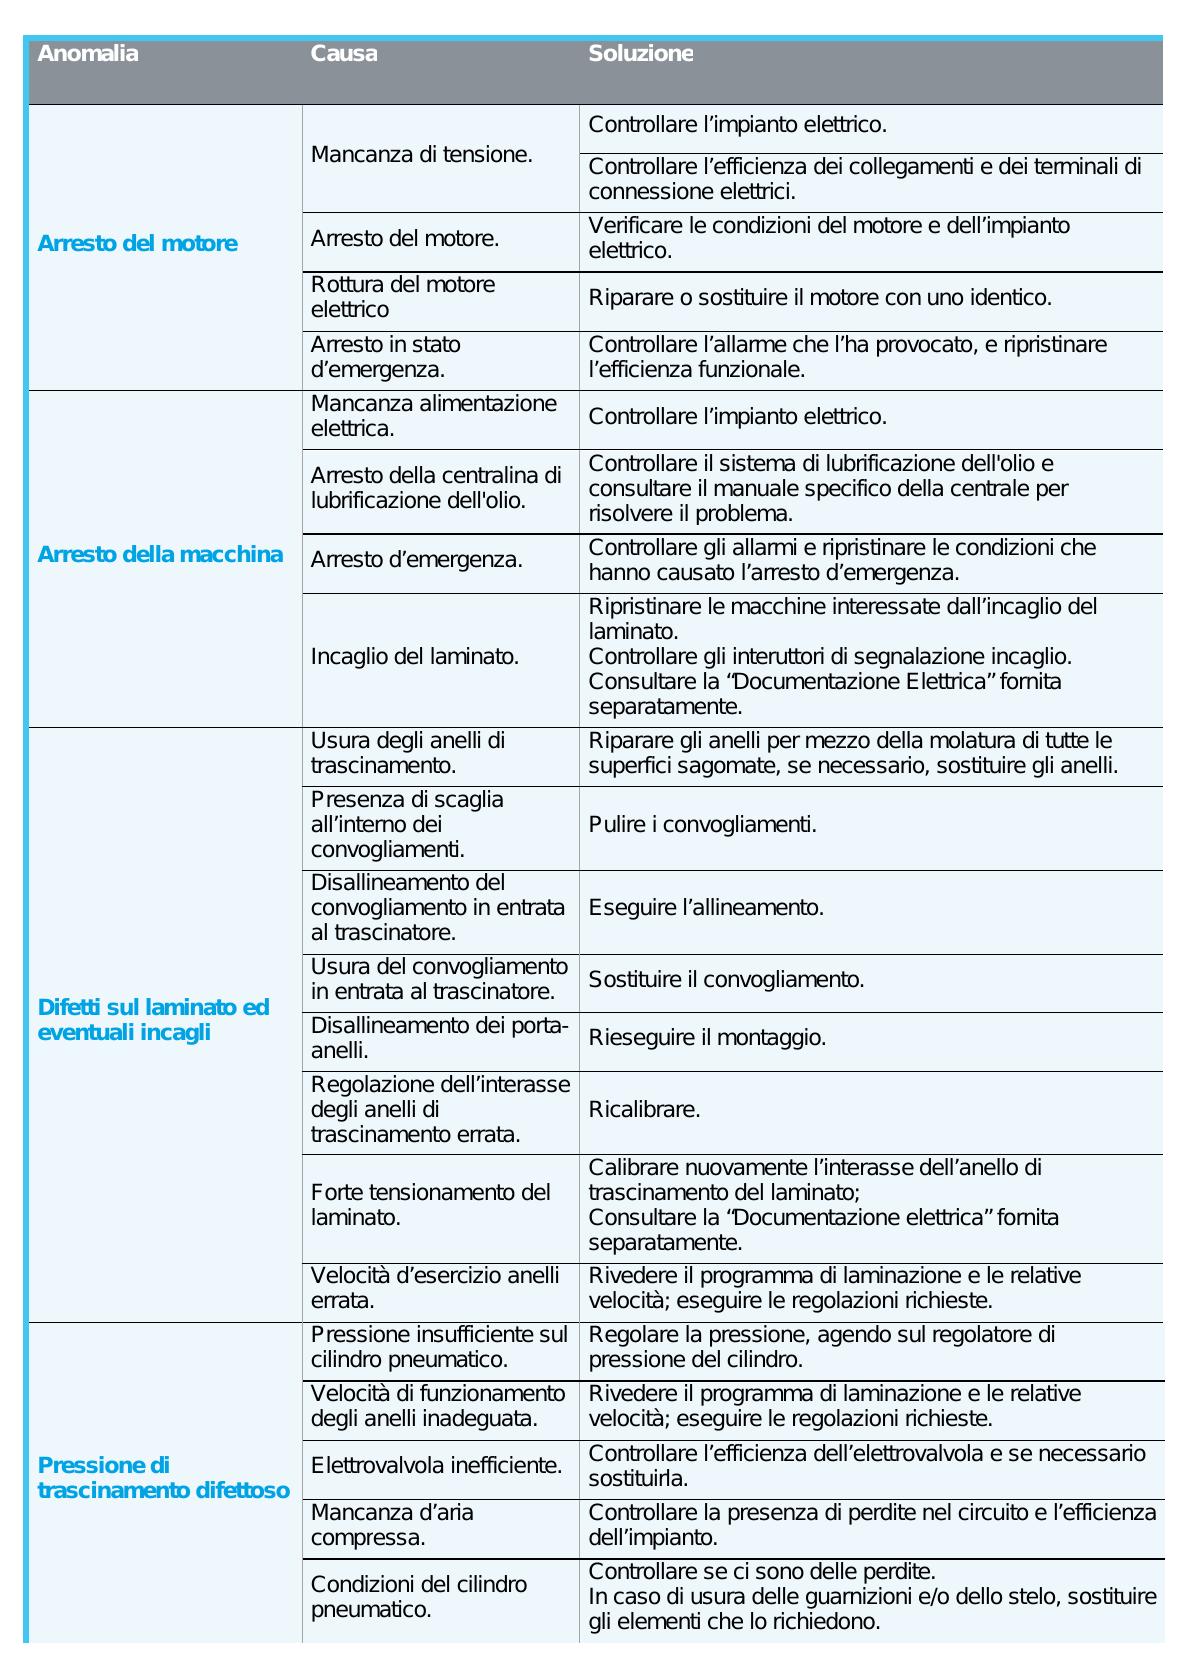 Anomalia
Causa
Soluzione
Arresto del motore
Mancanza di tensione.
Controllare l’impianto elettrico.
Controllare l’efficienza dei collegamenti e dei terminali di
connessione elettrici.
Arresto del motore.
Verificare le condizioni del motore e dell’impianto
elettrico.
Rottura del motore
elettrico
Riparare o sostituire il motore con uno identico.
Arresto in stato
d’emergenza.
Controllare l’allarme che l’ha provocato, e ripristinare
l’efficienza funzionale.
Arresto della macchina
Mancanza alimentazione
elettrica.
Controllare l’impianto elettrico.
Arresto della centralina di
lubrificazione dell'olio.
Controllare il sistema di lubrificazione dell'olio e
consultare il manuale specifico della centrale per
risolvere il problema.
Arresto d’emergenza.
Controllare gli allarmi e ripristinare le condizioni che
hanno causato l’arresto d’emergenza.
Incaglio del laminato.
Ripristinare le macchine interessate dall’incaglio del
laminato.
Controllare gli interuttori di segnalazione incaglio.
Consultare la “Documentazione Elettrica” fornita
separatamente.
Difetti sul laminato ed
eventuali incagli
Usura degli anelli di
trascinamento.
Riparare gli anelli per mezzo della molatura di tutte le
superfici sagomate, se necessario, sostituire gli anelli.
Presenza di scaglia
all’interno dei
convogliamenti.
Pulire i convogliamenti.
Disallineamento del
convogliamento in entrata
al trascinatore.
Eseguire l’allineamento.
Usura del convogliamento
in entrata al trascinatore.
Sostituire il convogliamento.
Disallineamento dei porta-
anelli.
Rieseguire il montaggio.
Regolazione dell’interasse
degli anelli di
trascinamento errata.
Ricalibrare.
Forte tensionamento del
laminato.
Calibrare nuovamente l’interasse dell’anello di
trascinamento del laminato;
Consultare la “Documentazione elettrica” fornita
separatamente.
Velocità d’esercizio anelli
errata.
Rivedere il programma di laminazione e le relative
velocità; eseguire le regolazioni richieste.
Pressione di
trascinamento difettoso
Pressione insufficiente sul
cilindro pneumatico.
Regolare la pressione, agendo sul regolatore di
pressione del cilindro.
Velocità di funzionamento
degli anelli inadeguata.
Rivedere il programma di laminazione e le relative
velocità; eseguire le regolazioni richieste.
Elettrovalvola inefficiente.
Controllare l’efficienza dell’elettrovalvola e se necessario
sostituirla.
Mancanza d’aria
compressa.
Controllare la presenza di perdite nel circuito e l’efficienza
dell’impianto.
Condizioni del cilindro
pneumatico.
Controllare se ci sono delle perdite.
In caso di usura delle guarnizioni e/o dello stelo, sostituire
gli elementi che lo richiedono.